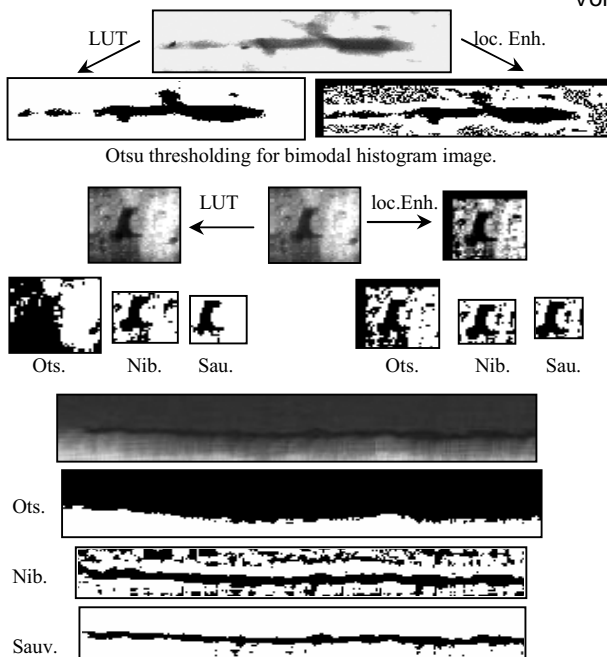 Vol
LUT loc. Enh.
Otsu thresholding for bimodal histogram image.
LUT loc.Enh.
Ots. Nib. Sau. Ots. Nib. Sau.
Ots.
Nib.
Sauv.